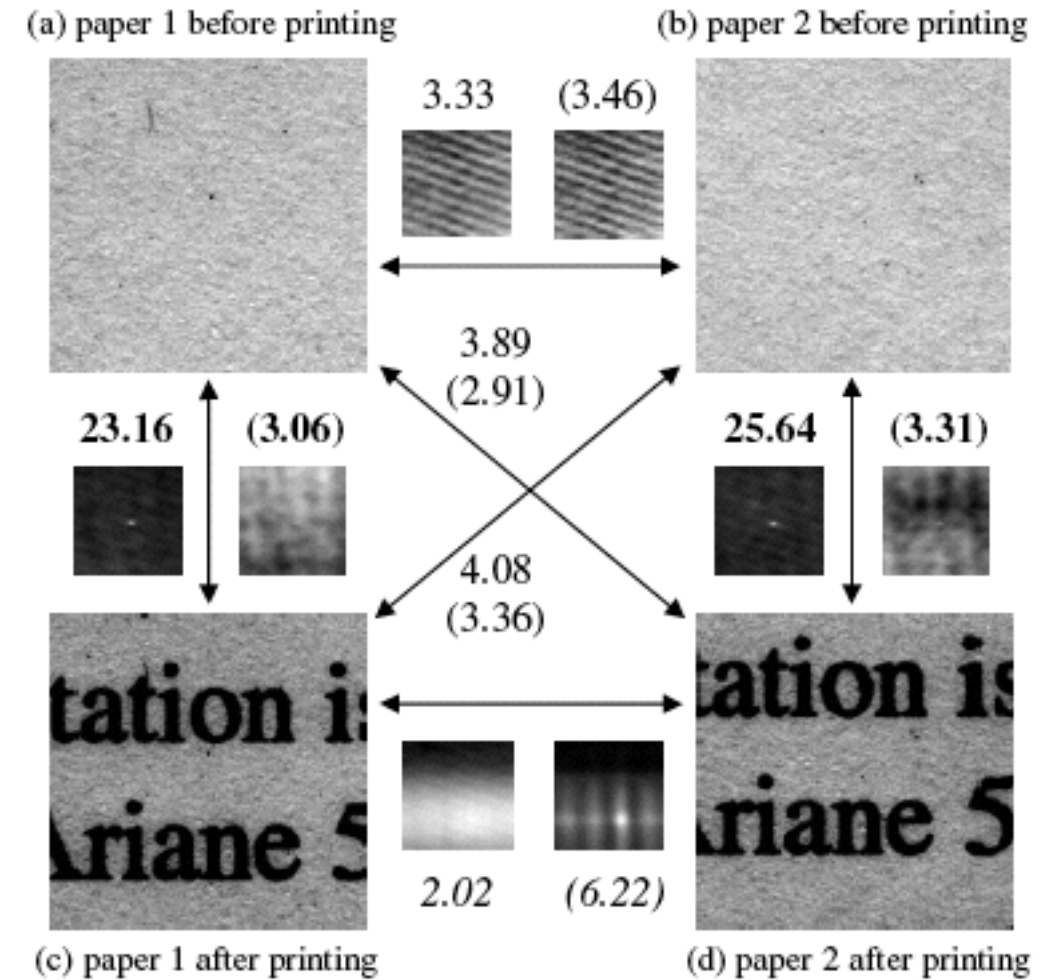 (a) paper 1 before printing
(b) paper 2 before printing
3.33 (3.46)
3.89
(2.91)
23.16 (3.06)
25.64 (3.31)
4.08
(3.36)
tation is
Ariane 5
tation is
Ariane 5
2.02 (6.22)
(c) paper 1 after printing
(d) paper 2 after printing